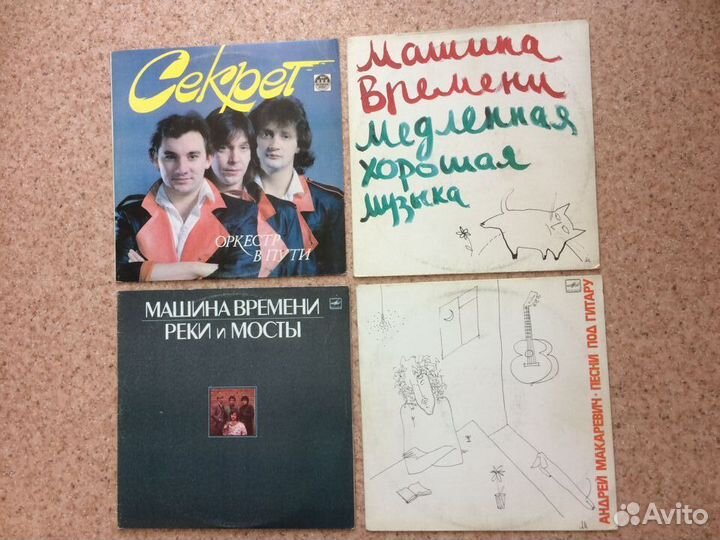 Секрет
ОРКЕСТР
В ПУТИ
Машина
Времени
Медленная
хорошая
музыка
МАШИНА ВРЕМЕНИ
РЕКИ и МОСТЫ
АНДРЕЙ МАКАРЕВИЧ · ПЕСНИ ПОД ГИТАРУ
Avito